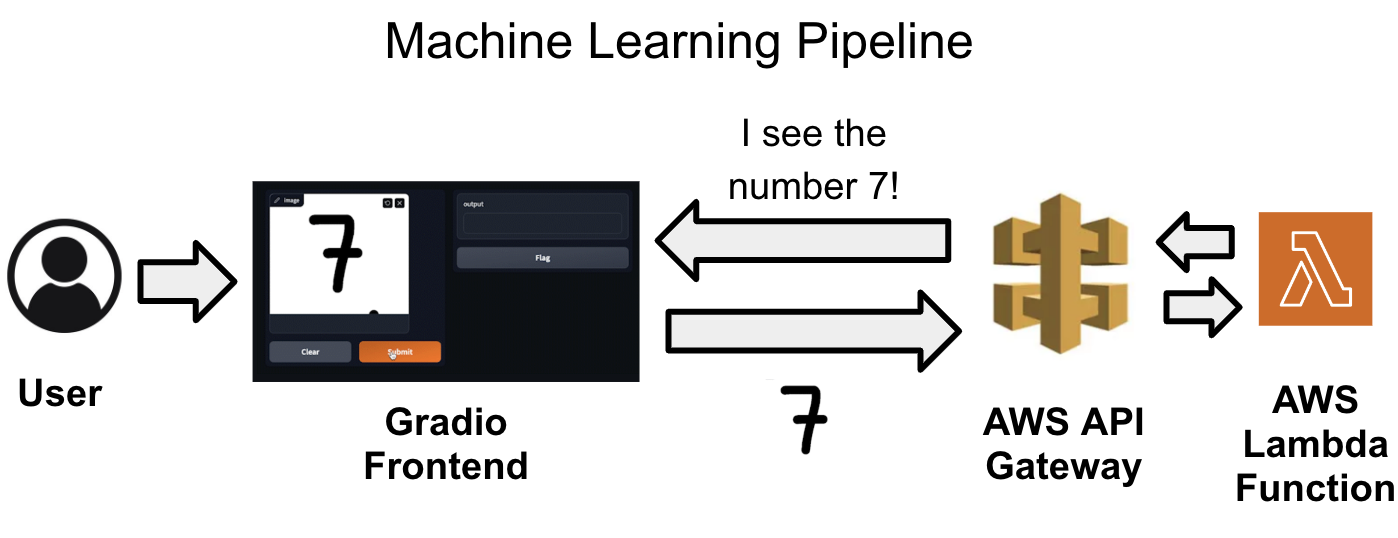 Machine Learning Pipeline
I see the
number 7!
Image
7
output
Flag
Clear
Submit
7
User
Gradio
Frontend
AWS API
Gateway
AWS
Lambda
Function